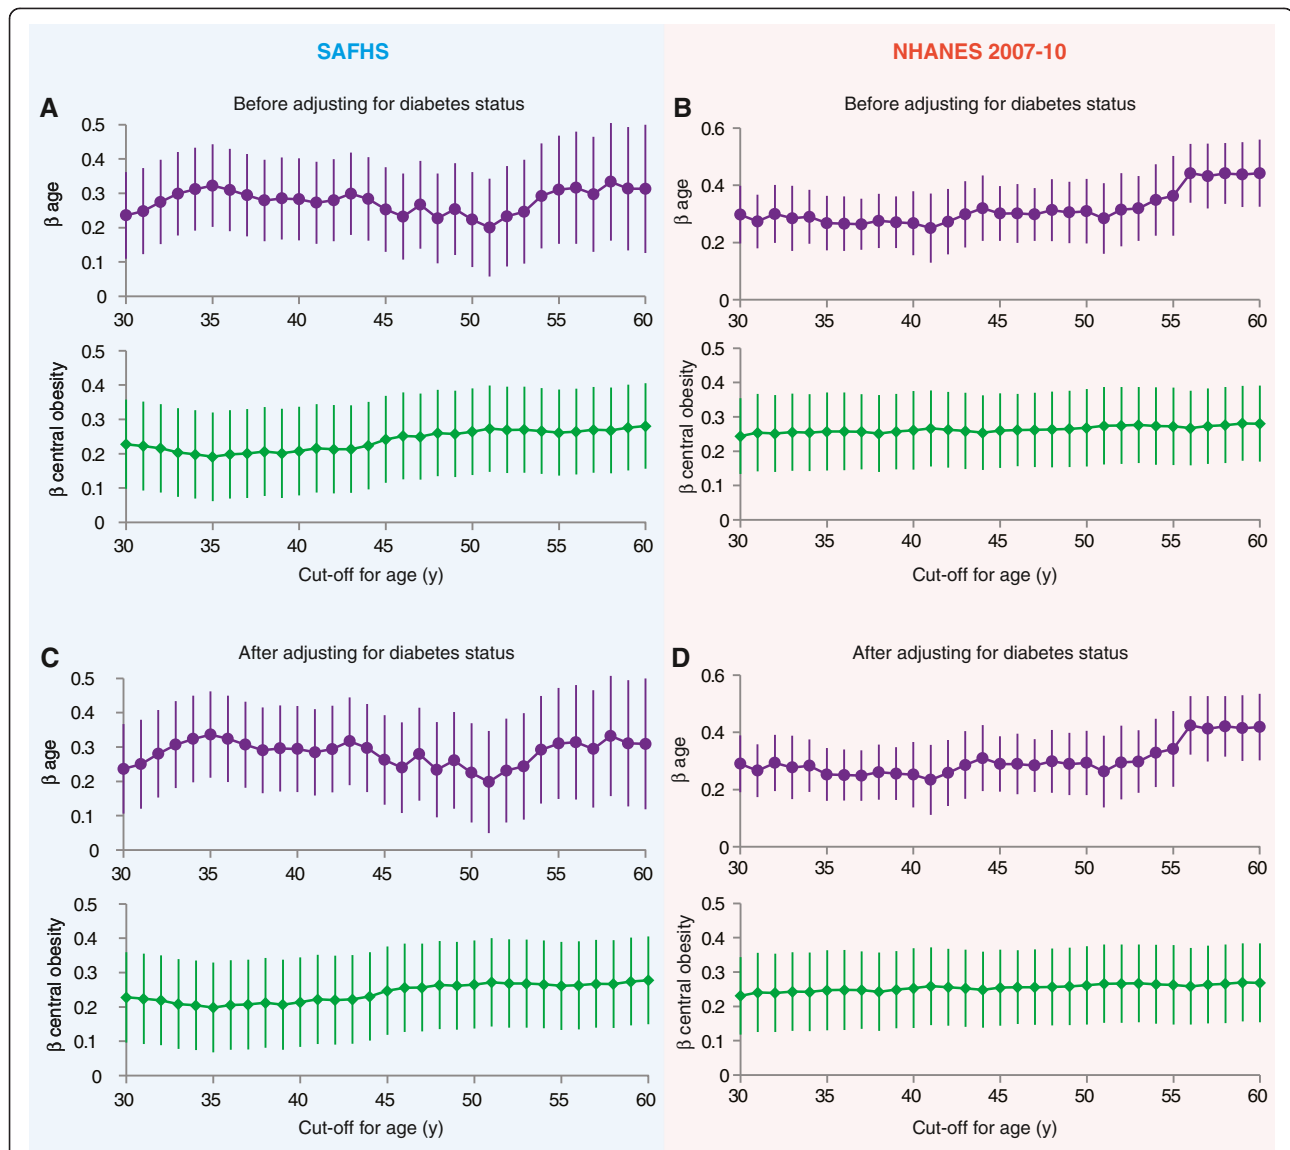 SAFHS
NHANES 2007-10
A
Before adjusting for diabetes status
β age
0.5
0.4
0.3
0.2
0.1
0
30 35 40 45 50 55 60
β central obesity
0.5
0.4
0.3
0.2
0.1
0
30 35 40 45 50 55 60
Cut-off for age (y)
B
Before adjusting for diabetes status
β age
0.6
0.4
0.2
0
30 35 40 45 50 55 60
β central obesity
0.5
0.4
0.3
0.2
0.1
0
30 35 40 45 50 55 60
Cut-off for age (y)
C
After adjusting for diabetes status
β age
0.5
0.4
0.3
0.2
0.1
0
30 35 40 45 50 55 60
β central obesity
0.5
0.4
0.3
0.2
0.1
0
30 35 40 45 50 55 60
Cut-off for age (y)
D
After adjusting for diabetes status
β age
0.6
0.4
0.2
0
30 35 40 45 50 55 60
β central obesity
0.5
0.4
0.3
0.2
0.1
0
30 35 40 45 50 55 60
Cut-off for age (y)